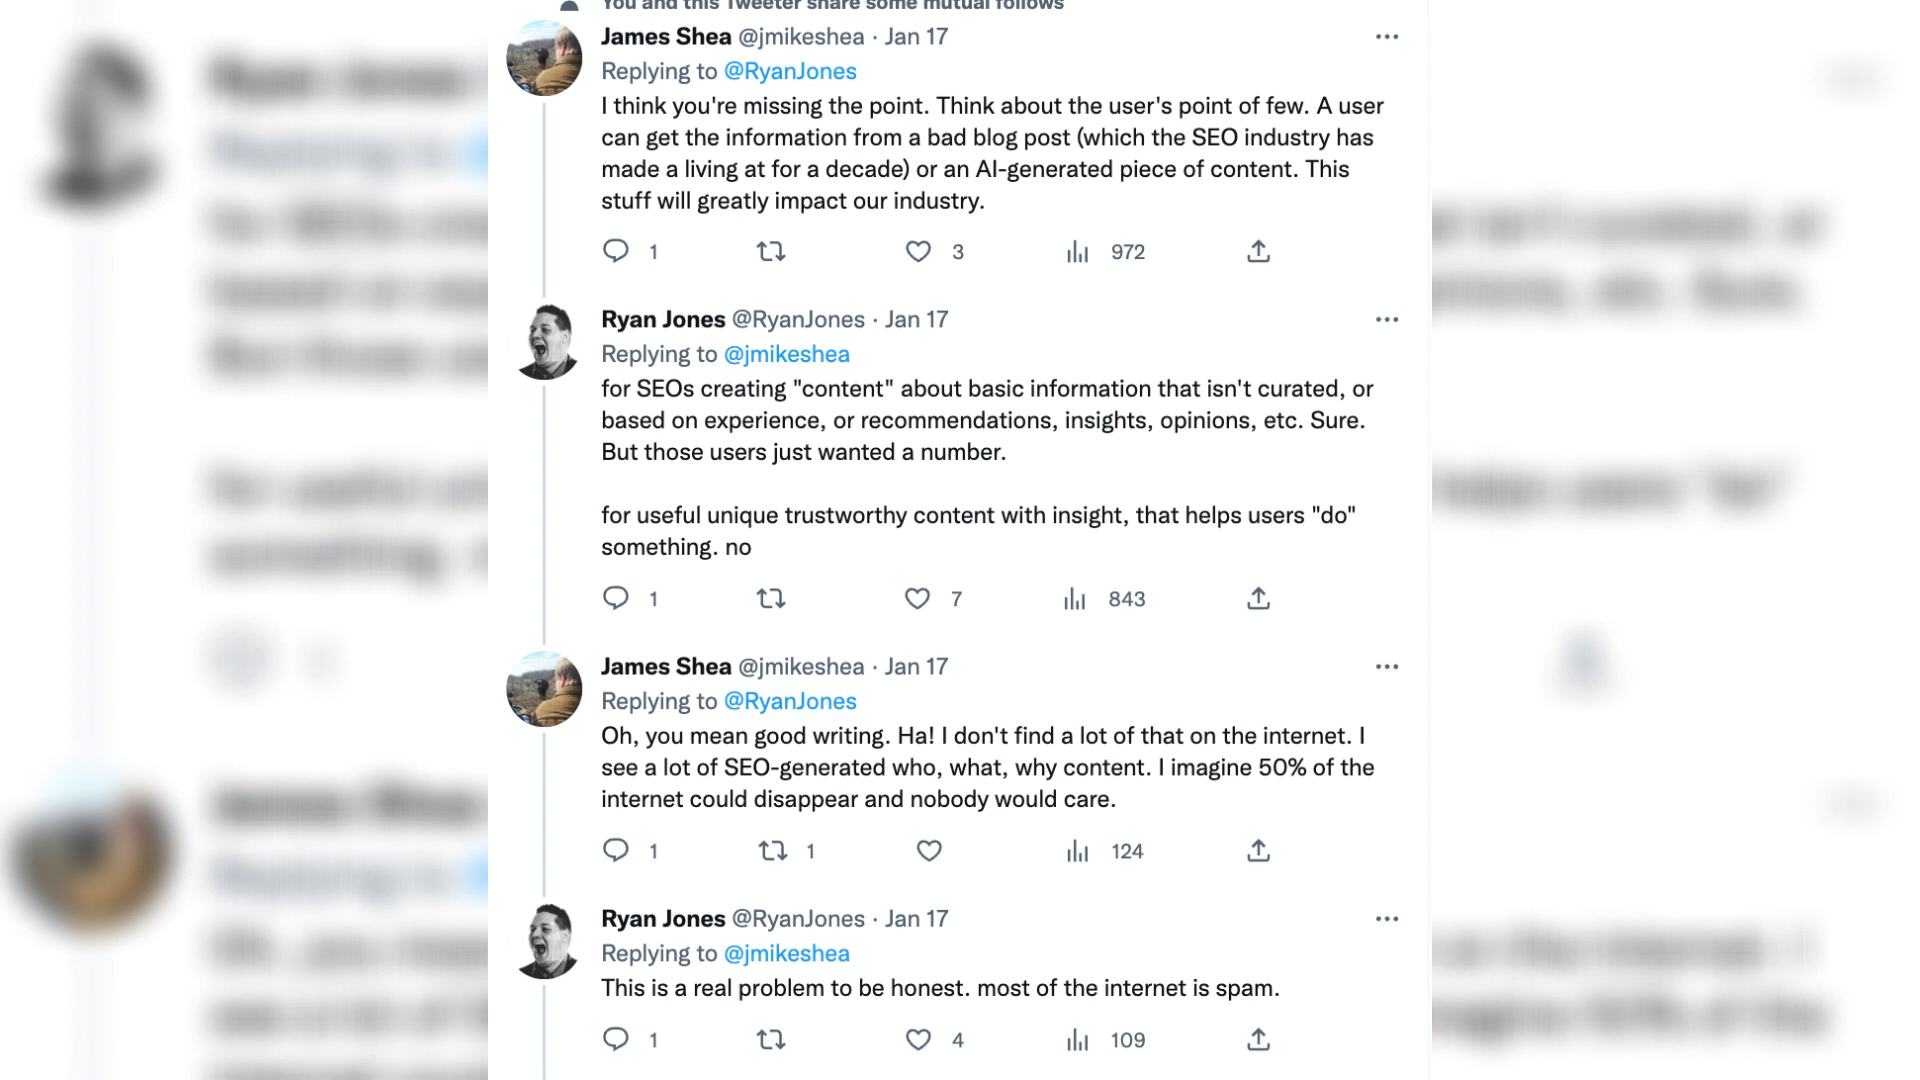 You and this Tweeter share some mutual follows
James Shea @jmikeshea · Jan 17
Replying to @RyanJones
I think you're missing the point. Think about the user's point of few. A user
can get the information from a bad blog post (which the SEO industry has
made a living at for a decade) or an AI-generated piece of content. This
stuff will greatly impact our industry.
1 3 972
Ryan Jones @RyanJones · Jan 17
Replying to @jmikeshea
for SEOs creating "content" about basic information that isn't curated, or
based on experience, or recommendations, insights, opinions, etc. Sure.
But those users just wanted a number.
for useful unique trustworthy content with insight, that helps users "do"
something. no
1 7 843
James Shea @jmikeshea · Jan 17
Replying to @RyanJones
Oh, you mean good writing. Ha! I don't find a lot of that on the internet. I
see a lot of SEO-generated who, what, why content. I imagine 50% of the
internet could disappear and nobody would care.
1 1 124
Ryan Jones @RyanJones · Jan 17
Replying to @jmikeshea
This is a real problem to be honest. most of the internet is spam.
1 4 109